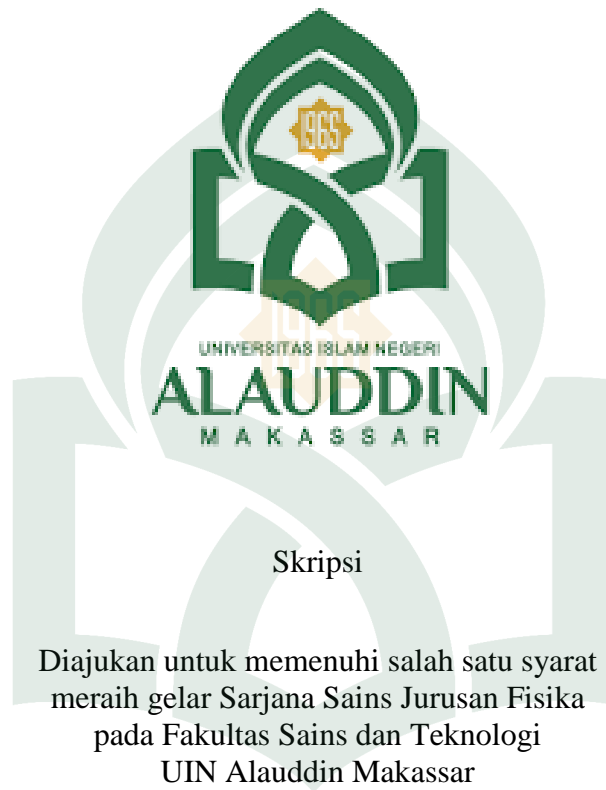 1965
UNIVERSITAS ISLAM NEGERI
ALAUDDIN
MAKASSAR
Skripsi
Diajukan untuk memenuhi salah satu syarat
meraih gelar Sarjana Sains Jurusan Fisika
pada Fakultas Sains dan Teknologi
UIN Alauddin Makassar